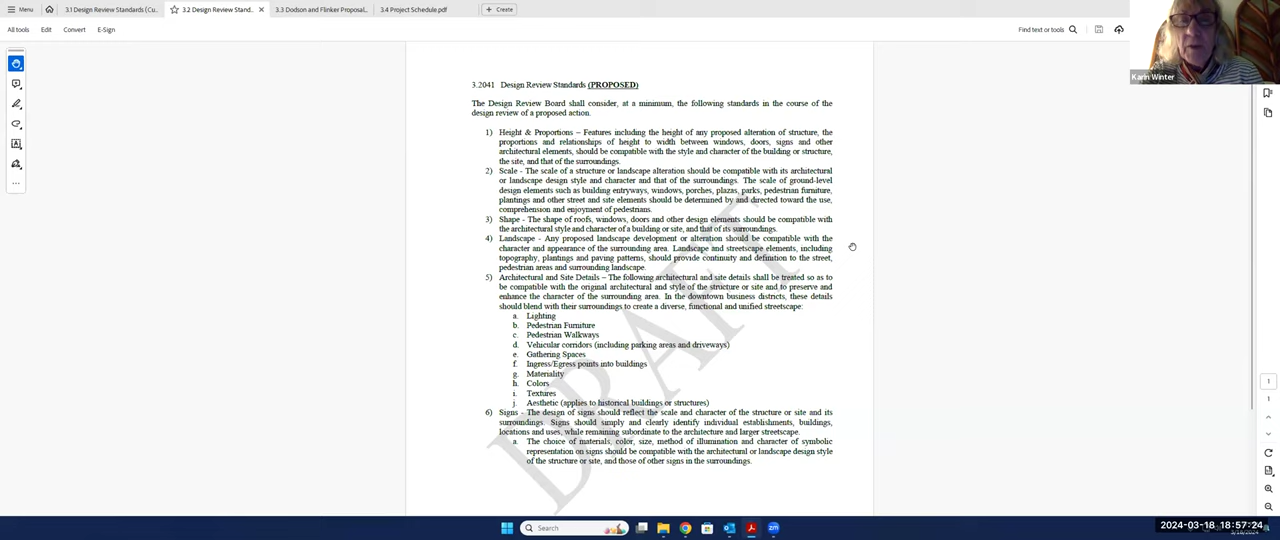 Menu
3.1 Design Review Standards (Cu...
3.2 Design Review Stand...
3.3 Dodson and Flinker Proposal...
3.4 Project Schedule.pdf
Create
All tools
Edit
Convert
E-Sign
Find text or tools
Karin Winter
3.2041 Design Review Standards (PROPOSED)
The Design Review Board shall consider, at a minimum, the following standards in the course of the
design review of a proposed action.
1) Height & Proportions – Features including the height of any proposed alteration of structure, the
proportions and relationships of height to width between windows, doors, signs and other
architectural elements, should be compatible with the style and character of the building or structure,
the site, and that of the surroundings.
2) Scale - The scale of a structure or landscape alteration should be compatible with its architectural
or landscape design style and character and that of the surroundings. The scale of ground-level
design elements such as building entryways, windows, porches, plazas, parks, pedestrian furniture,
plantings and other street and site elements should be determined by and directed toward the use,
comprehension and enjoyment of pedestrians.
3) Shape - The shape of roofs, windows, doors and other design elements should be compatible with
the architectural style and character of a building or site, and that of its surroundings.
4) Landscape - Any proposed landscape development or alteration should be compatible with the
character and appearance of the surrounding area. Landscape and streetscape elements, including
topography, plantings and paving patterns, should provide continuity and definition to the street,
pedestrian areas and surrounding landscape.
5) Architectural and Site Details – The following architectural and site details shall be treated so as to
be compatible with the original architectural and style of the structure or site and to preserve and
enhance the character of the surrounding area. In the downtown business districts, these details
should blend with their surroundings to create a diverse, functional and unified streetscape:
a. Lighting
b. Pedestrian Furniture
c. Pedestrian Walkways
d. Vehicular corridors (including parking areas and driveways)
e. Gathering Spaces
f. Ingress/Egress points into buildings
g. Materiality
h. Colors
i. Textures
j. Aesthetic (applies to historical buildings or structures)
6) Signs - The design of signs should reflect the scale and character of the structure or site and its
surroundings. Signs should simply and clearly identify individual establishments, buildings,
locations and uses, while remaining subordinate to the architecture and larger streetscape.
a. The choice of materials, color, size, method of illumination and character of symbolic
representation on signs should be compatible with the architectural or landscape design style
of the structure or site, and those of other signs in the surroundings.
DRAFT
1
1
Search
2024-03-18 18:57:24